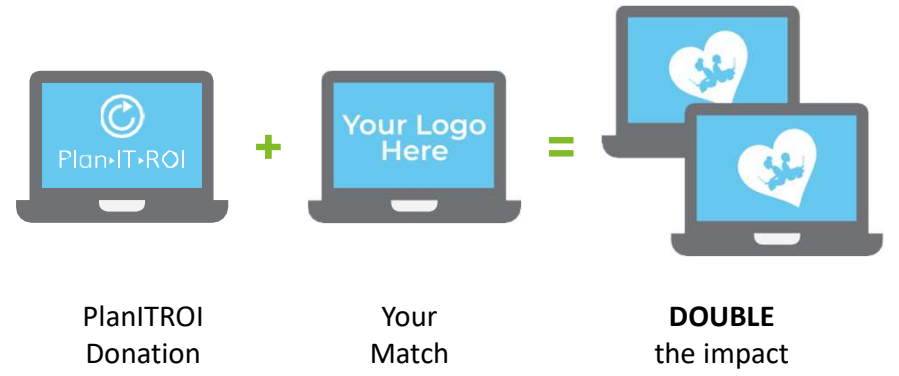 Plan▸IT▸ROI
+
Your Logo
Here
=
PlanITROI
Donation
Your
Match
DOUBLE
the impact